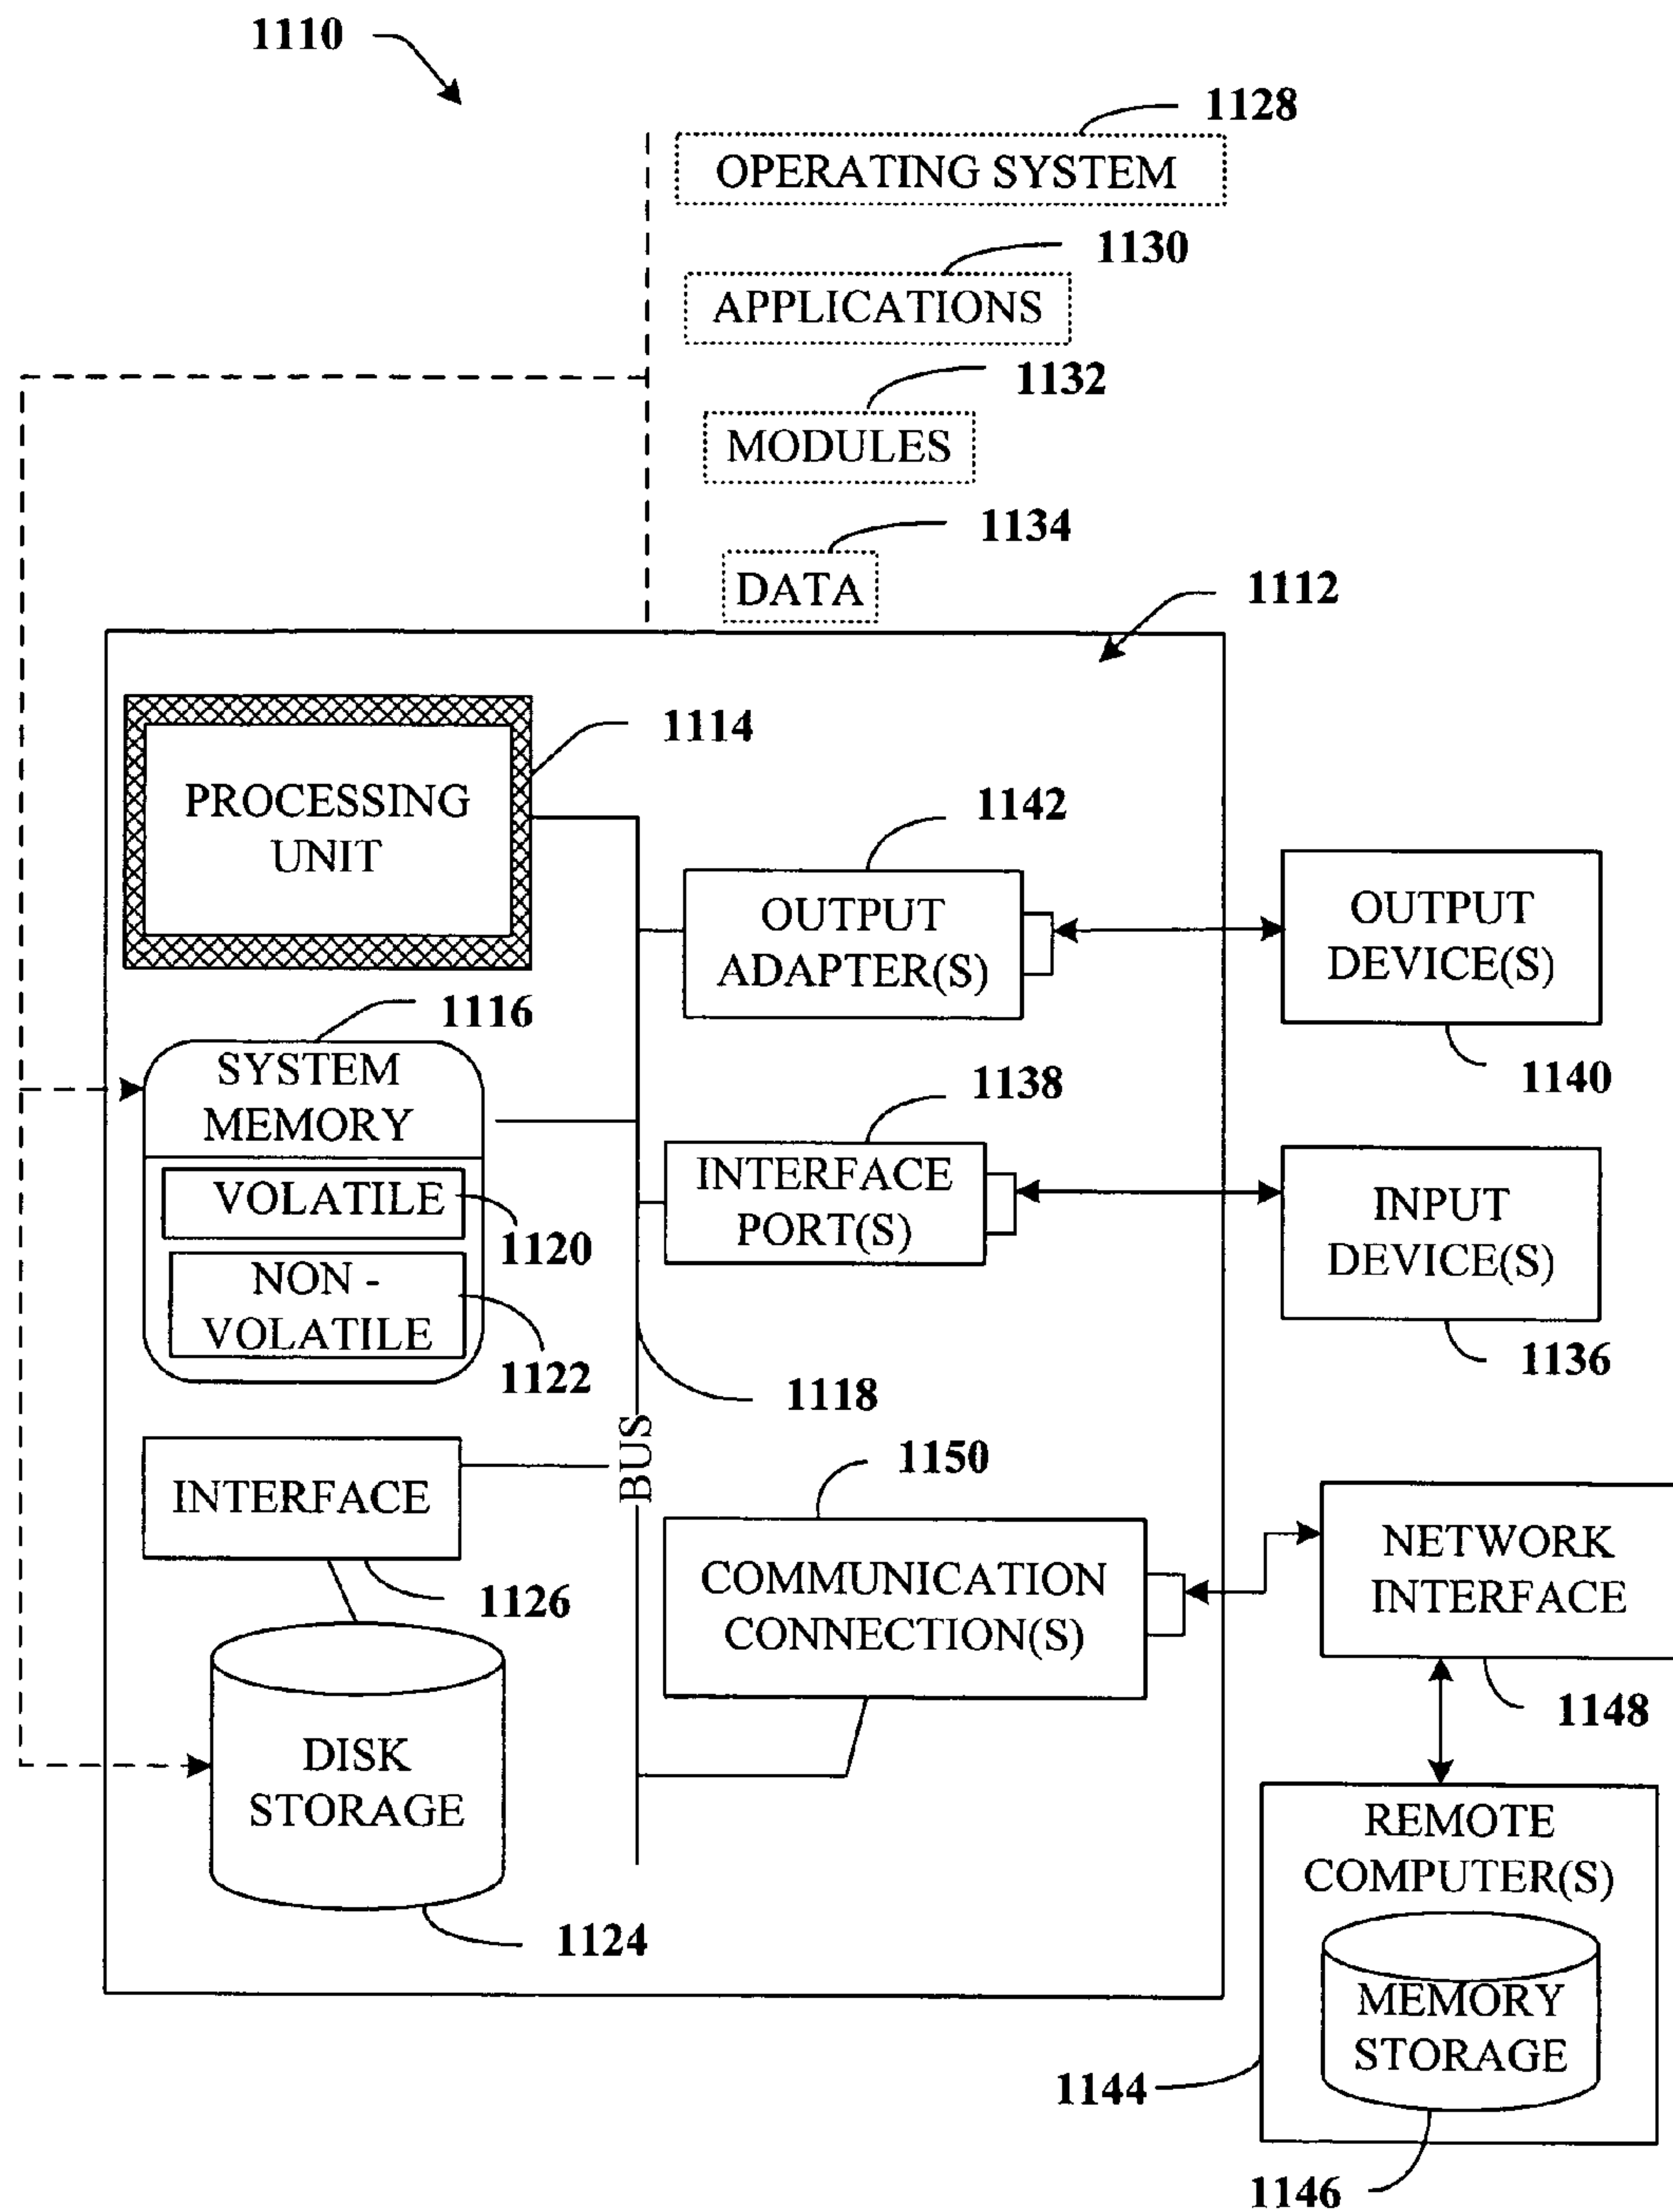 1110
1128
OPERATING SYSTEM
1130
APPLICATIONS
1132
MODULES
1134
DATA
1112
1114
PROCESSING
UNIT
1142
OUTPUT
ADAPTER(S)
OUTPUT
DEVICE(S)
1140
1116
SYSTEM
MEMORY
VOLATILE
1120
NON -
VOLATILE
1122
1138
INTERFACE
PORT(S)
INPUT
DEVICE(S)
1136
1118
BUS
INTERFACE
1126
1150
COMMUNICATION
CONNECTION(S)
NETWORK
INTERFACE
1148
DISK
STORAGE
1124
REMOTE
COMPUTER(S)
MEMORY
STORAGE
1144
1146